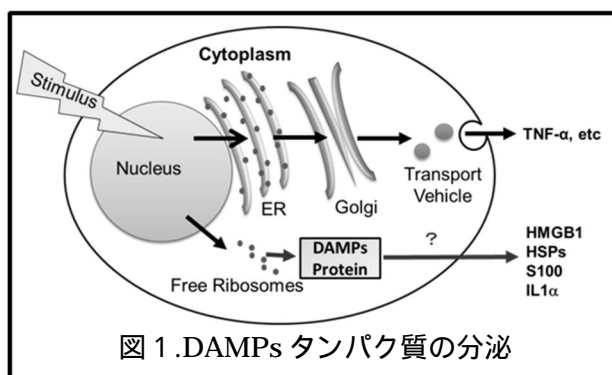 Cytoplasm
Stimulus
Nucleus
ER
Golgi
Transport
Vehicle
TNF-α, etc
Free Ribosomes
DAMPs
Protein
?
HMGB1
HSPs
S100
IL1α
図１.DAMPs タンパク質の分泌